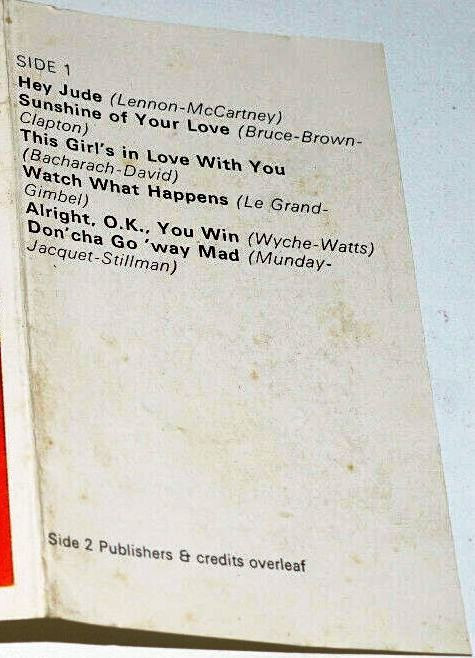 SIDE 1
Hey Jude (Lennon-McCartney)
Sunshine of Your Love (Bruce-Brown-
Clapton)
This Girl's in Love With You
(Bacharach-David)
Watch What Happens (Le Grand-
Gimbel)
Alright, O.K., You Win (Wyche-Watts)
Don'cha Go 'way Mad (Munday-
Jacquet-Stillman)
Side 2 Publishers & credits overleaf